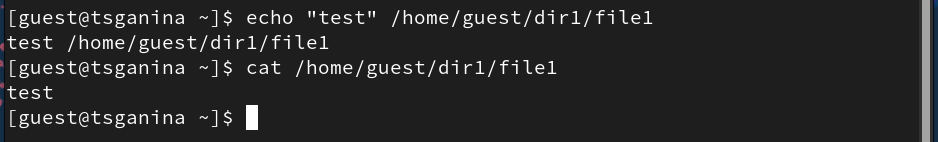 [guest@tsganina ~]$ echo "test" /home/guest/dir1/file1
test /home/guest/dir1/file1
[guest@tsganina ~]$ cat /home/guest/dir1/file1
test
[guest@tsganina ~]$